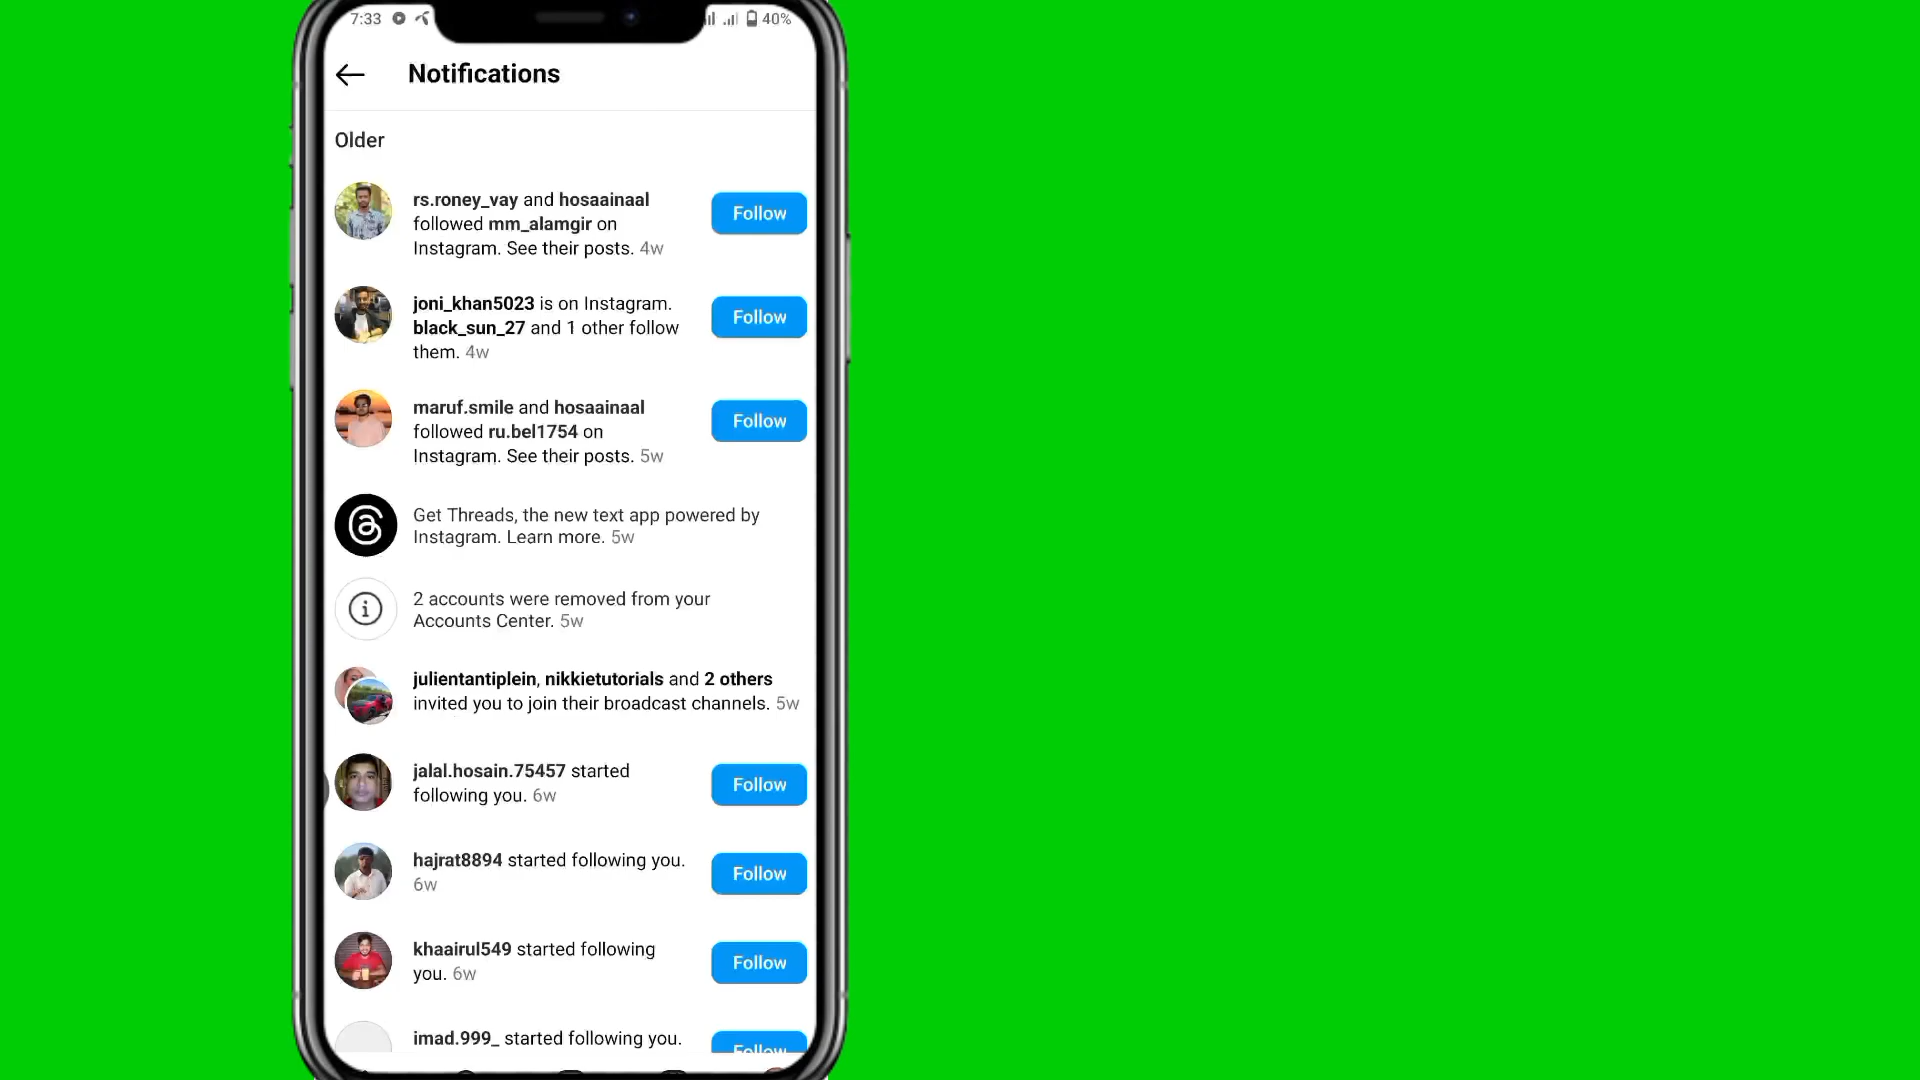 7:33
40%
Notifications
Older
rs.roney_vay and hosaainaal
followed mm_alamgir on
Instagram. See their posts. 4w
Follow
joni_khan5023 is on Instagram.
black_sun_27 and 1 other follow
them. 4w
Follow
maruf.smile and hosaainaal
followed ru.bel1754 on
Instagram. See their posts. 5w
Follow
Get Threads, the new text app powered by
Instagram. Learn more. 5w
2 accounts were removed from your
Accounts Center. 5w
julientantiplein, nikkietutorials and 2 others
invited you to join their broadcast channels. 5w
jalal.hosain.75457 started
following you. 6w
Follow
hajrat8894 started following you.
6w
Follow
khaairul549 started following
you. 6w
Follow
imad.999_ started following you.
Follow